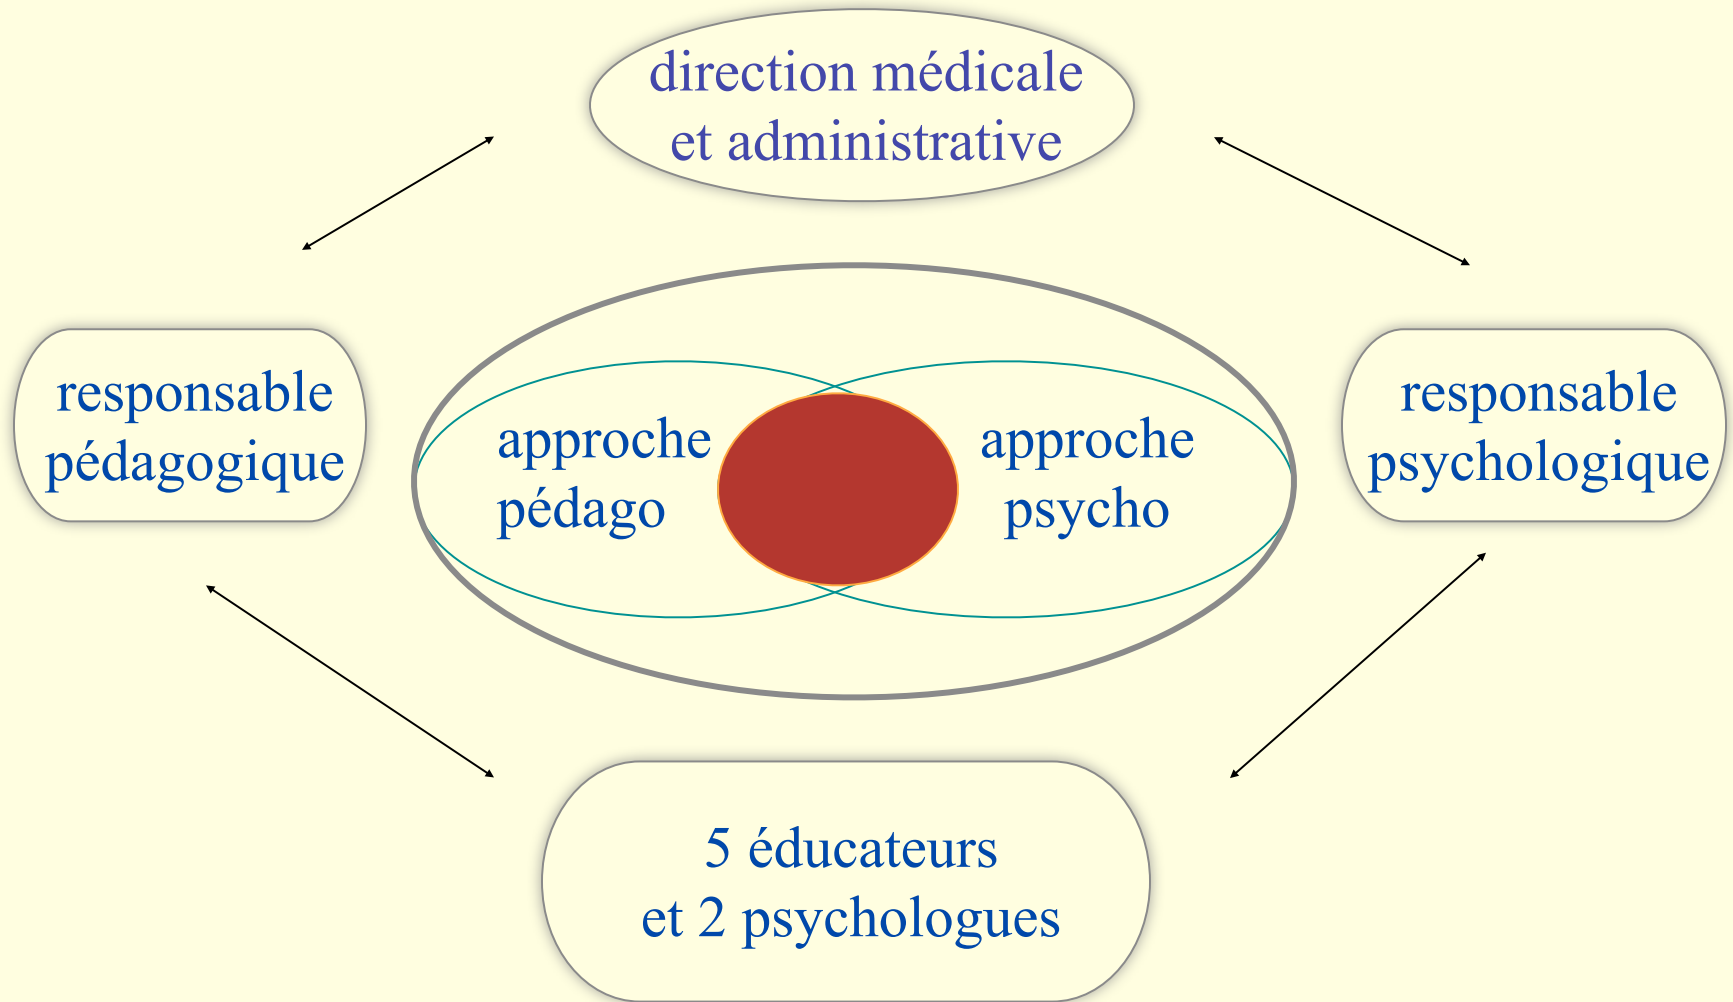 direction médicale
et administrative
responsable
pédagogique
approche
pédago
approche
psycho
responsable
psychologique
5 éducateurs
et 2 psychologues